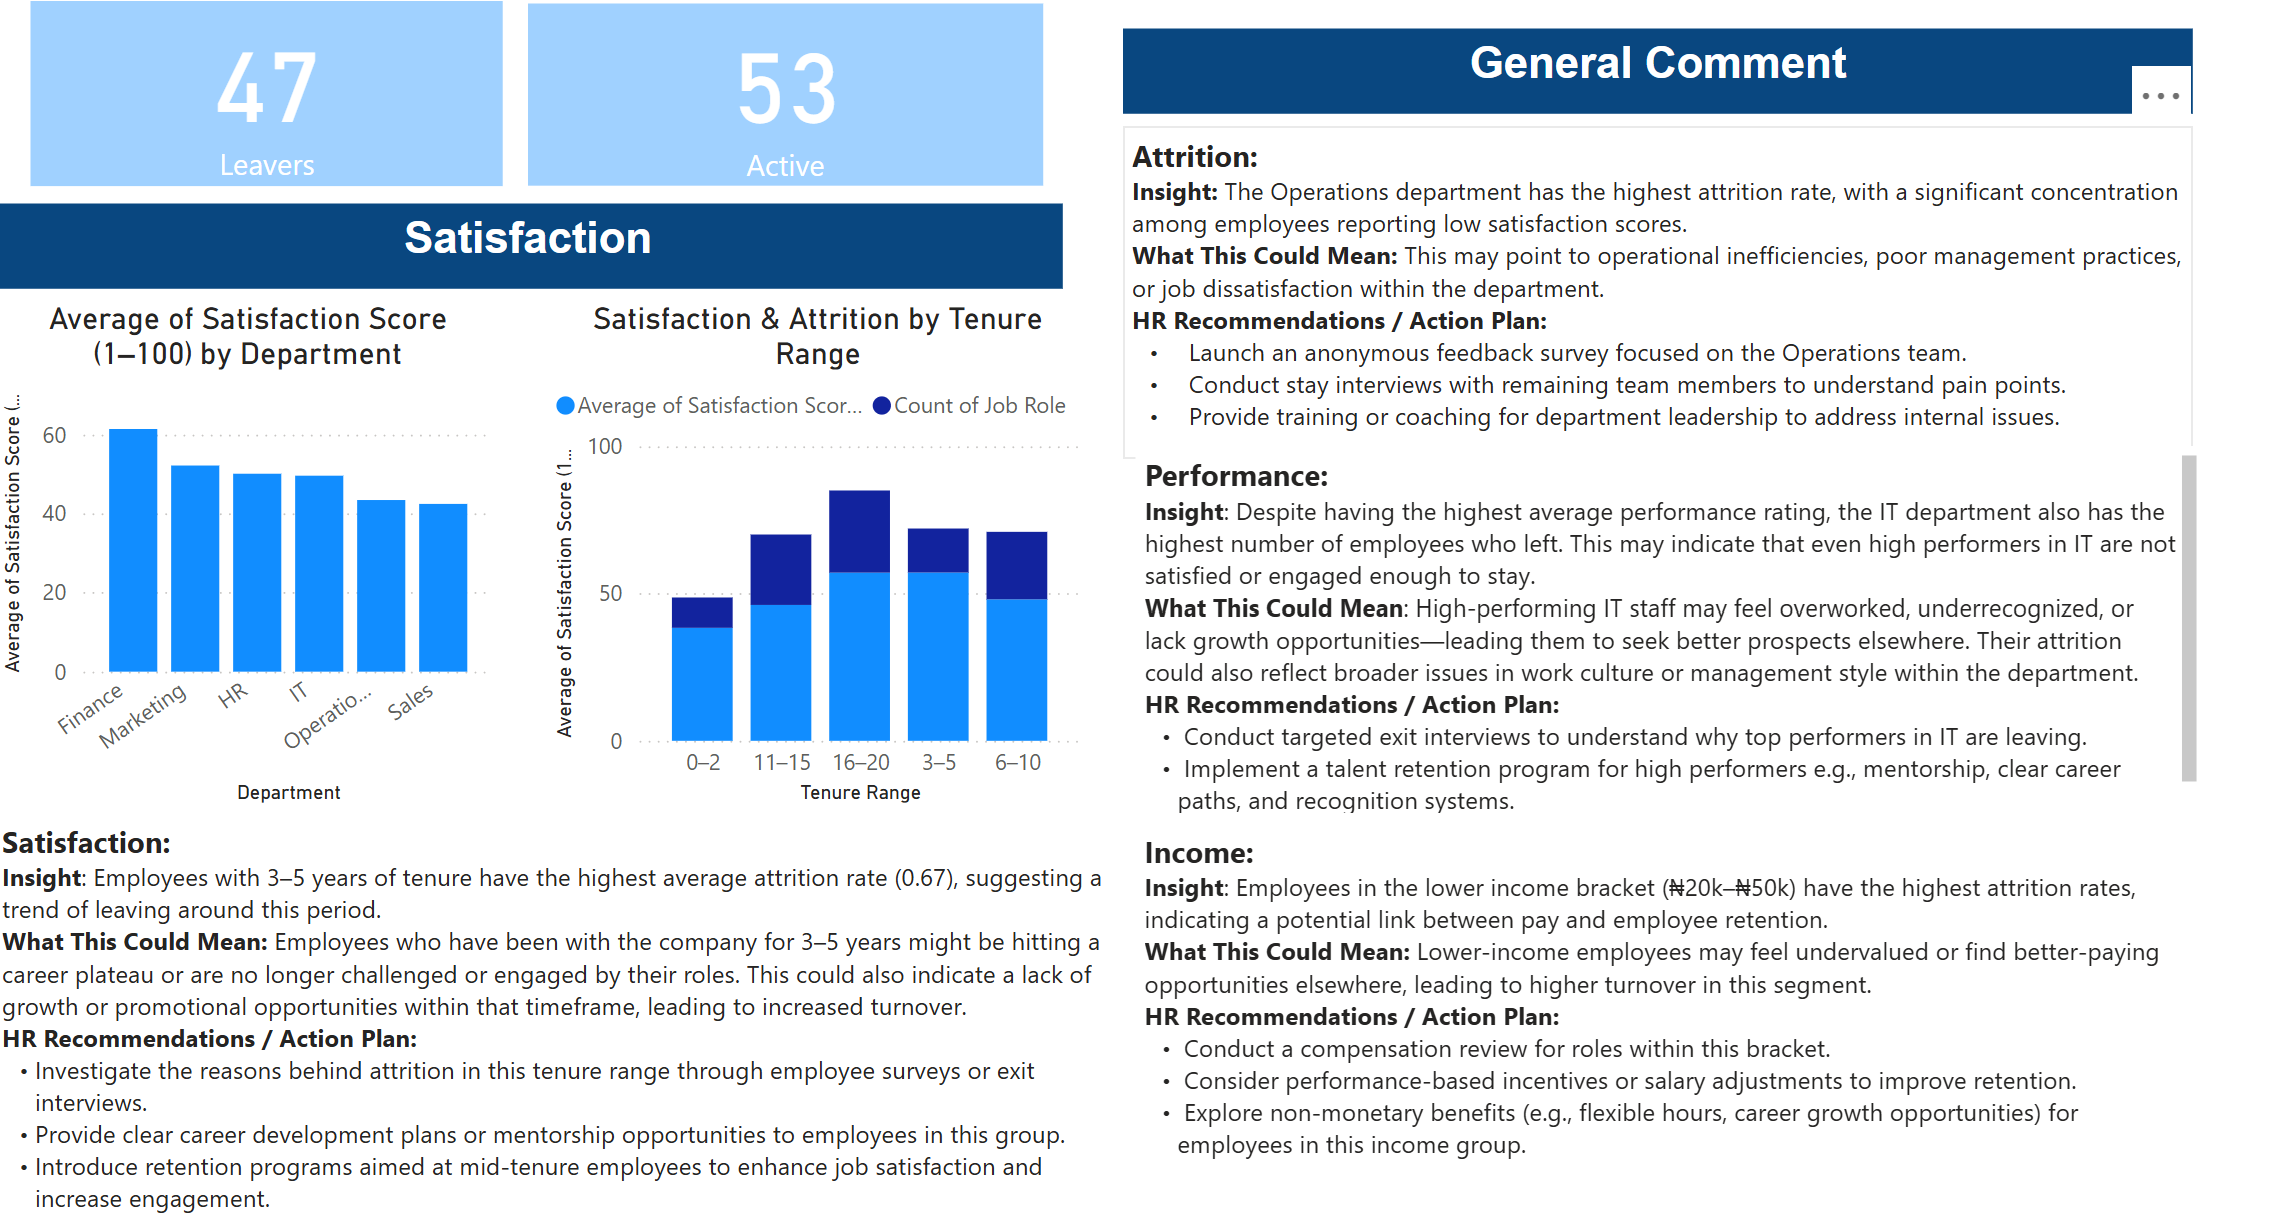 47
Leavers
53
Active
Satisfaction
Average of Satisfaction Score
(1–100) by Department
Average of Satisfaction Score (...
60
40
20
0
Finance
Marketing
HR
IT
Operatio...
Sales
Department
Satisfaction & Attrition by Tenure
Range
Average of Satisfaction Scor...
Count of Job Role
Average of Satisfaction Score (1...
100
50
0
0–2
11–15
16–20
3–5
6–10
Tenure Range
Satisfaction:
Insight: Employees with 3–5 years of tenure have the highest average attrition rate (0.67), suggesting a
trend of leaving around this period.
What This Could Mean: Employees who have been with the company for 3–5 years might be hitting a
career plateau or are no longer challenged or engaged by their roles. This could also indicate a lack of
growth or promotional opportunities within that timeframe, leading to increased turnover.
HR Recommendations / Action Plan:
• Investigate the reasons behind attrition in this tenure range through employee surveys or exit
interviews.
• Provide clear career development plans or mentorship opportunities to employees in this group.
• Introduce retention programs aimed at mid-tenure employees to enhance job satisfaction and
increase engagement.
General Comment
...
Attrition:
Insight: The Operations department has the highest attrition rate, with a significant concentration
among employees reporting low satisfaction scores.
What This Could Mean: This may point to operational inefficiencies, poor management practices,
or job dissatisfaction within the department.
HR Recommendations / Action Plan:
• Launch an anonymous feedback survey focused on the Operations team.
• Conduct stay interviews with remaining team members to understand pain points.
• Provide training or coaching for department leadership to address internal issues.
Performance:
Insight: Despite having the highest average performance rating, the IT department also has the
highest number of employees who left. This may indicate that even high performers in IT are not
satisfied or engaged enough to stay.
What This Could Mean: High-performing IT staff may feel overworked, underrecognized, or
lack growth opportunities—leading them to seek better prospects elsewhere. Their attrition
could also reflect broader issues in work culture or management style within the department.
HR Recommendations / Action Plan:
• Conduct targeted exit interviews to understand why top performers in IT are leaving.
• Implement a talent retention program for high performers e.g., mentorship, clear career
paths, and recognition systems.
Income:
Insight: Employees in the lower income bracket (₦20k–₦50k) have the highest attrition rates,
indicating a potential link between pay and employee retention.
What This Could Mean: Lower-income employees may feel undervalued or find better-paying
opportunities elsewhere, leading to higher turnover in this segment.
HR Recommendations / Action Plan:
• Conduct a compensation review for roles within this bracket.
• Consider performance-based incentives or salary adjustments to improve retention.
• Explore non-monetary benefits (e.g., flexible hours, career growth opportunities) for
employees in this income group.